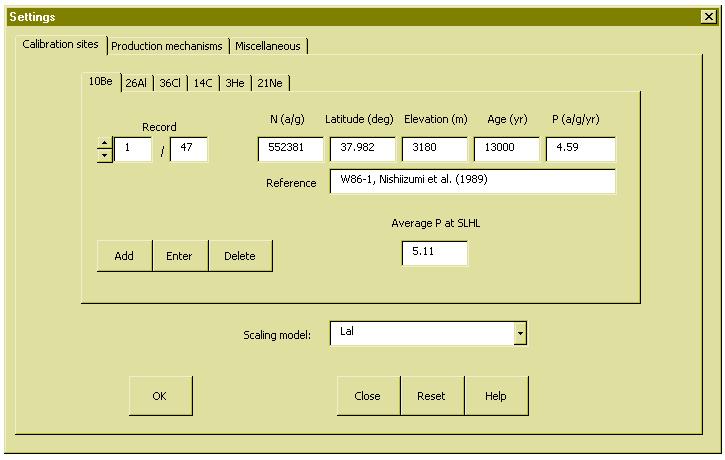 Settings
Calibration sites Production mechanisms Miscellaneous
10Be 26Al 36Cl 14C 3He 21Ne
Record N (a/g) Latitude (deg) Elevation (m) Age (yr) P (a/g/yr)
1 / 47 552381 37.982 3180 13000 4.59
Reference W86-1, Nishiizumi et al. (1989)
Average P at SLHL
Add Enter Delete 5.11
Scaling model: Lal
OK Close Reset Help